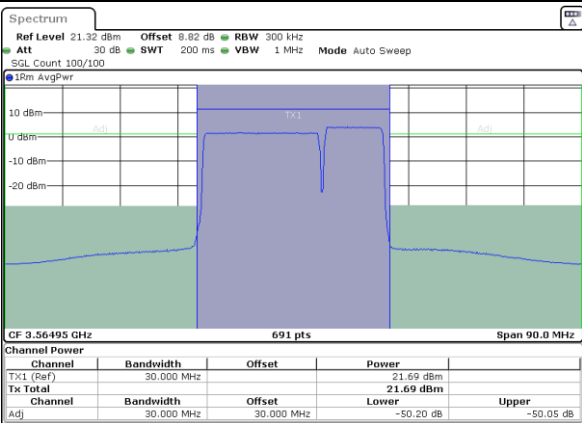 Spectrum
Ref Level 21.32 dBm Offset 8.82 dB RBW 300 kHz
Att 30 dB SWT 200 ms VBW 1 MHz Mode Auto Sweep
SGL Count 100/100
1Rm AvgPwr
10 dBm
TX1
Adj Adj
0 dBm
-10 dBm
-20 dBm
CF 3.56495 GHz 691 pts Span 90.0 MHz
Channel Power
Channel Bandwidth Offset Power
TX1 (Ref) 30.000 MHz 21.69 dBm
Tx Total 21.69 dBm
Channel Bandwidth Offset Lower Upper
Adj 30.000 MHz 30.000 MHz -50.20 dB -50.05 dB